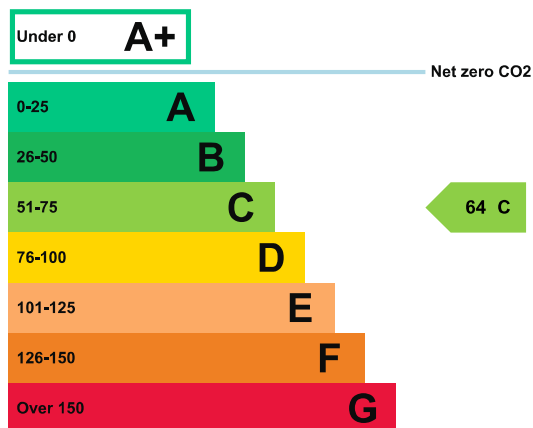 Under 0 A+
Net zero CO2
0-25 A
26-50 B
51-75 C
64 C
76-100 D
101-125 E
126-150 F
Over 150 G